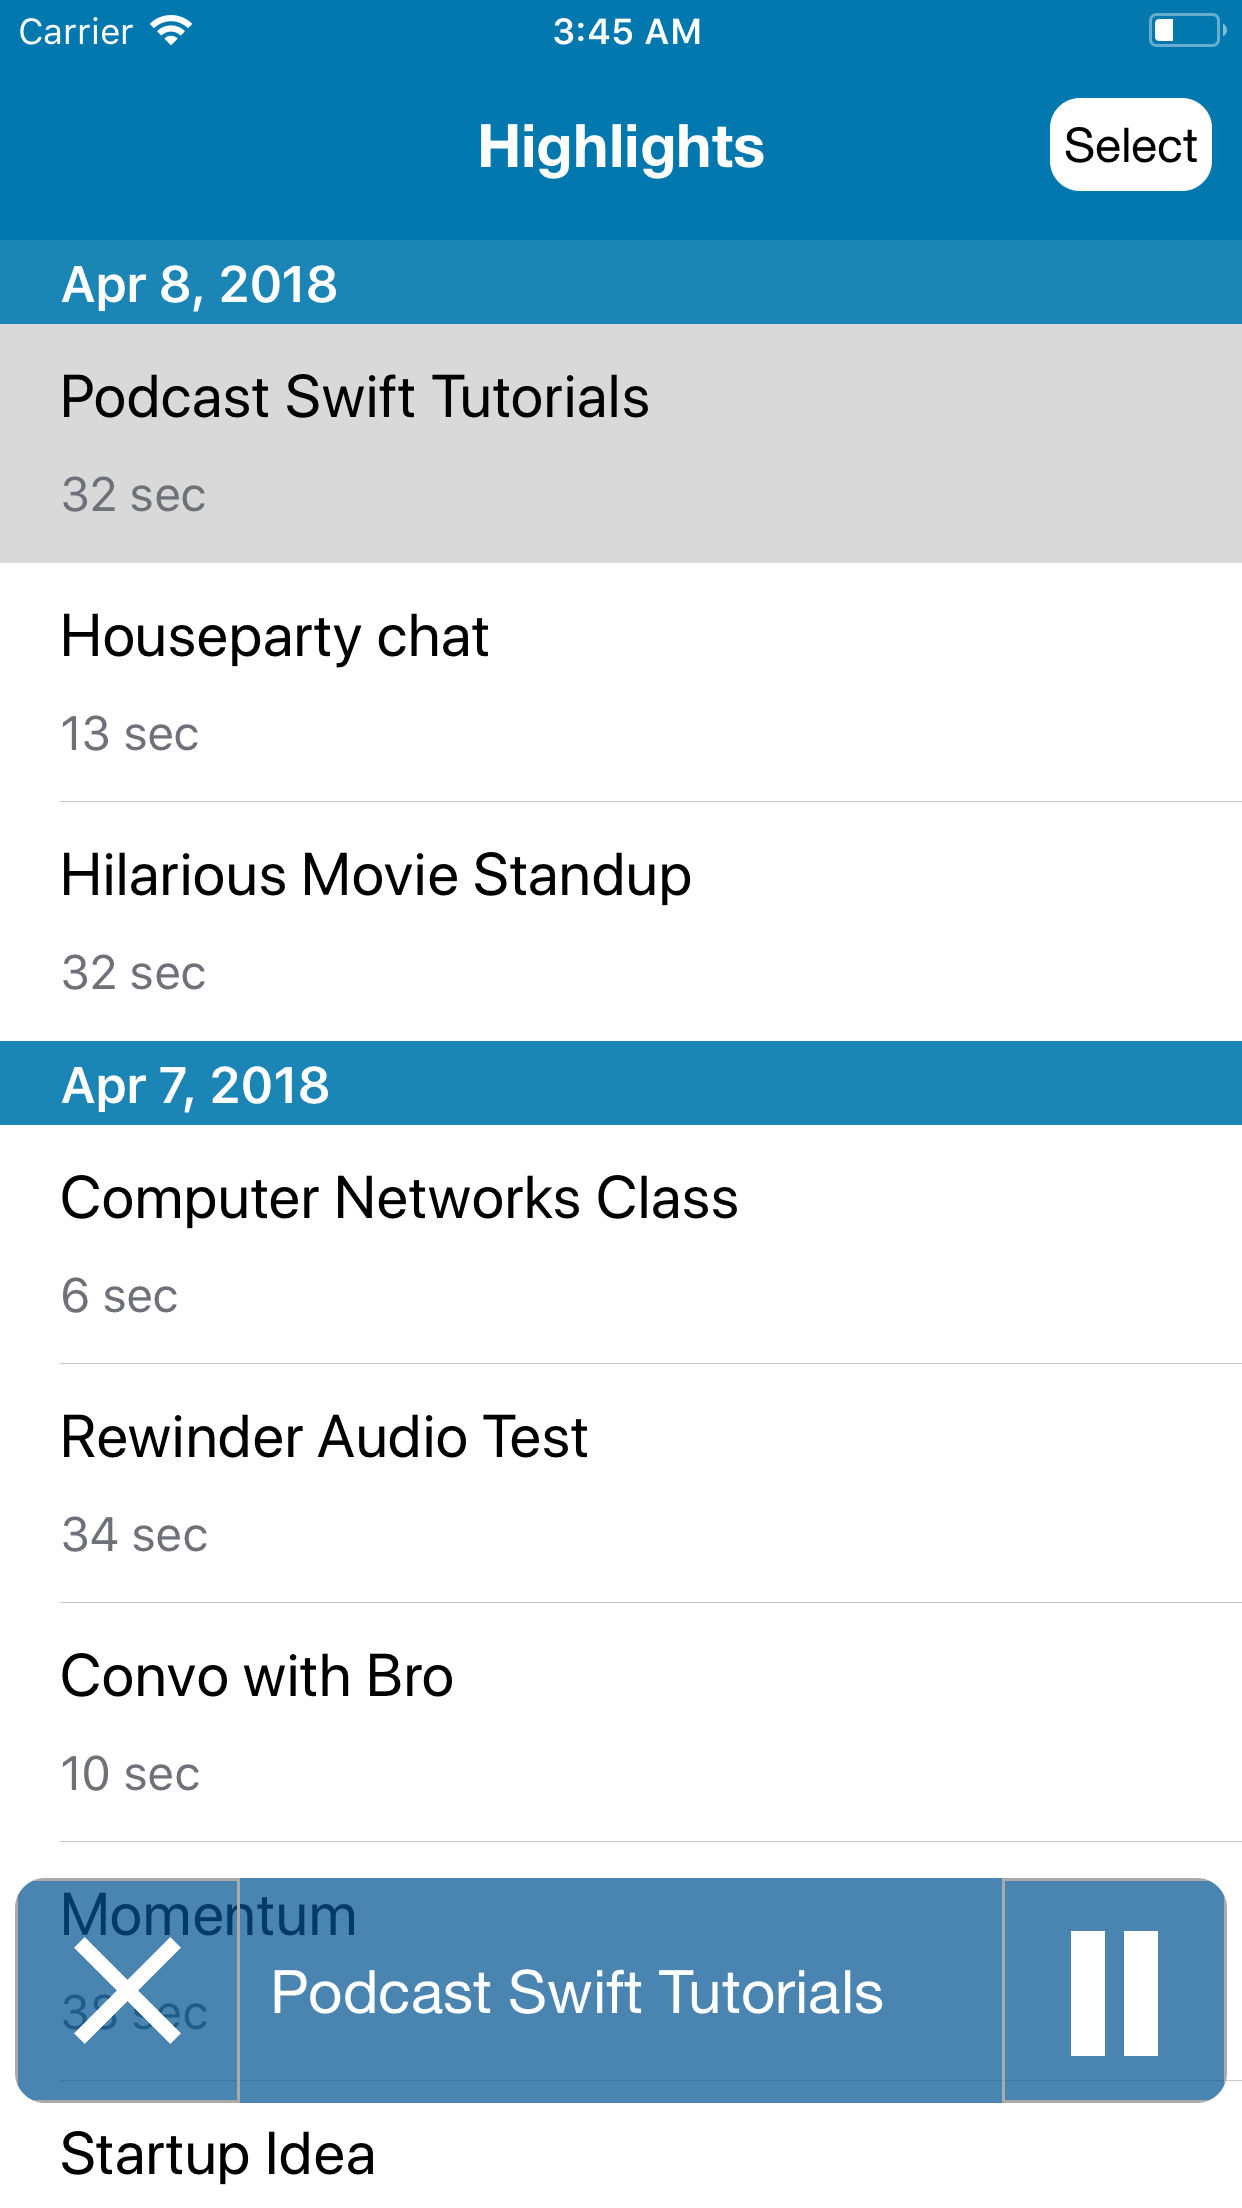 Carrier 3:45 AM
Highlights Select
Apr 8, 2018
Podcast Swift Tutorials
32 sec
Houseparty chat
13 sec
Hilarious Movie Standup
32 sec
Apr 7, 2018
Computer Networks Class
6 sec
Rewinder Audio Test
34 sec
Convo with Bro
10 sec
Momentum
38 sec
Podcast Swift Tutorials
Startup Idea